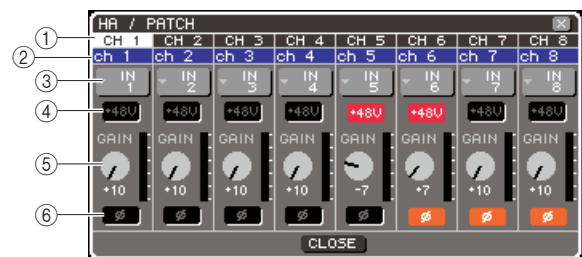 HA / PATCH
① CH 1 CH 2 CH 3 CH 4 CH 5 CH 6 CH 7 CH 8
② ch 1 ch 2 ch 3 ch 4 ch 5 ch 6 ch 7 ch 8
③ IN IN IN IN IN IN IN IN
1 2 3 4 5 6 7 8
④ +48V +48V +48V +48V +48V +48V +48V +48V
GAIN GAIN GAIN GAIN GAIN GAIN GAIN GAIN
⑤
+10 +10 +10 +10 -7 +7 +10 +10
⑥ ø ø ø ø ø ø ø ø
CLOSE